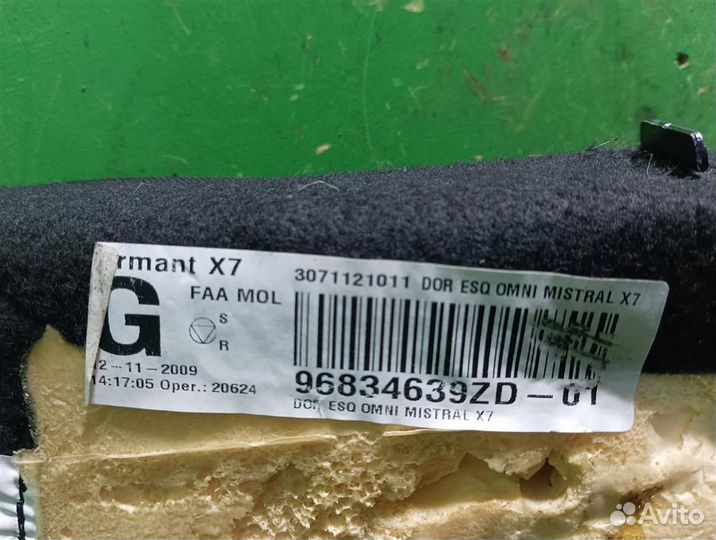 rmant X7
G
FAA MOL
S
R
2-11-2009
14:17:05 Oper.: 20624
3071121011 DOR ESQ OMNI MISTRAL X7
96834639ZD-01
DOR ESQ OMNI MISTRAL X7
Avito